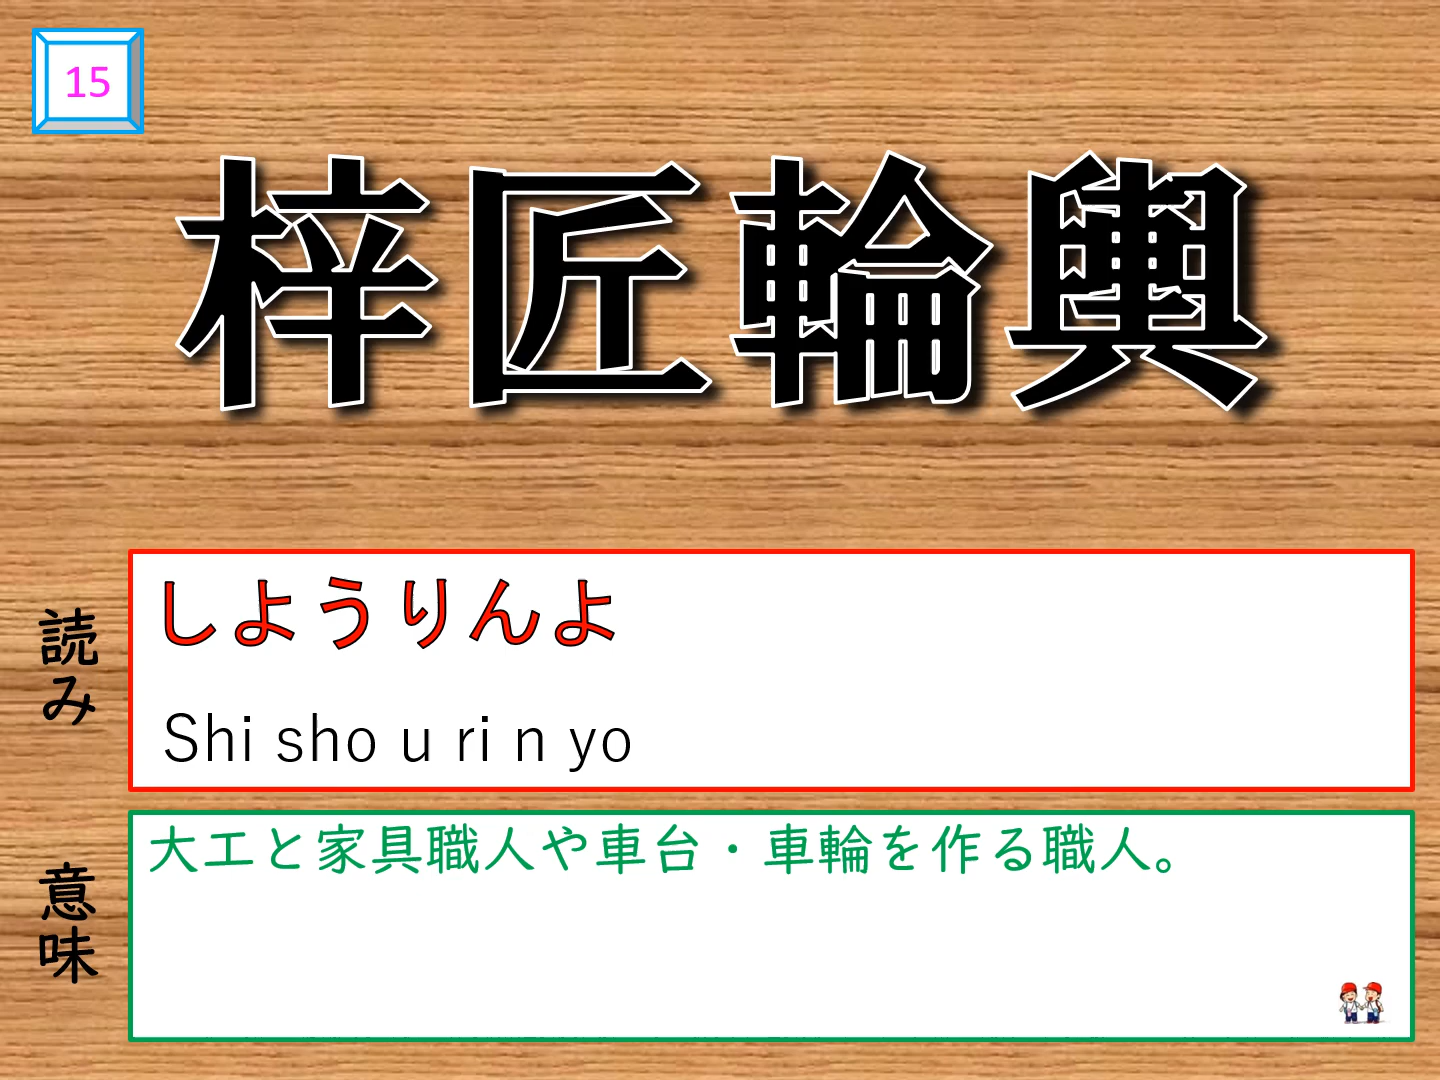 15
梓匠輪輿
読み
しようりんよ
Shi sho u ri n yo
意味
大工と家具職人や車台・車輪を作る職人。